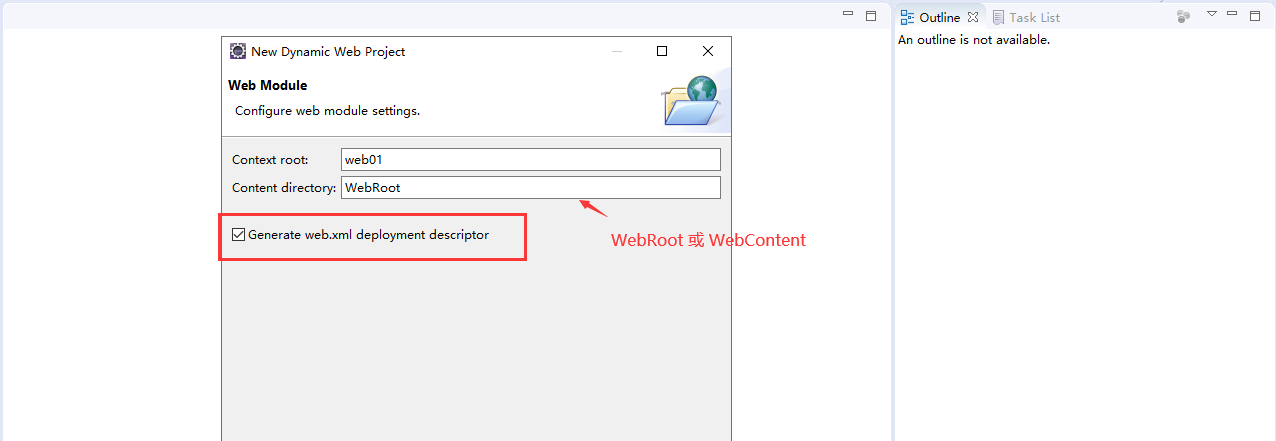 Outline
Task List
An outline is not available.
New Dynamic Web Project
Web Module
Configure web module settings.
Context root:
web01
Content directory:
WebRoot
Generate web.xml deployment descriptor
WebRoot 或 WebContent